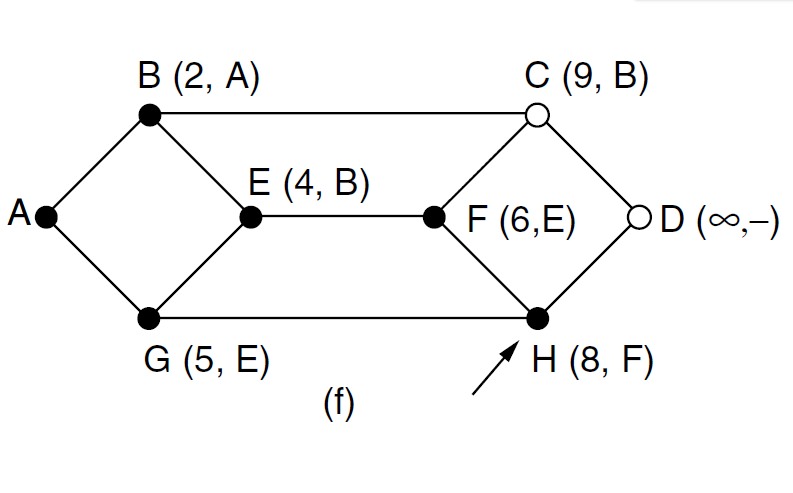 B (2, A)
C (9, B)
E (4, B)
A
F (6,E)
D (∞,–)
G (5, E)
H (8, F)
(f)